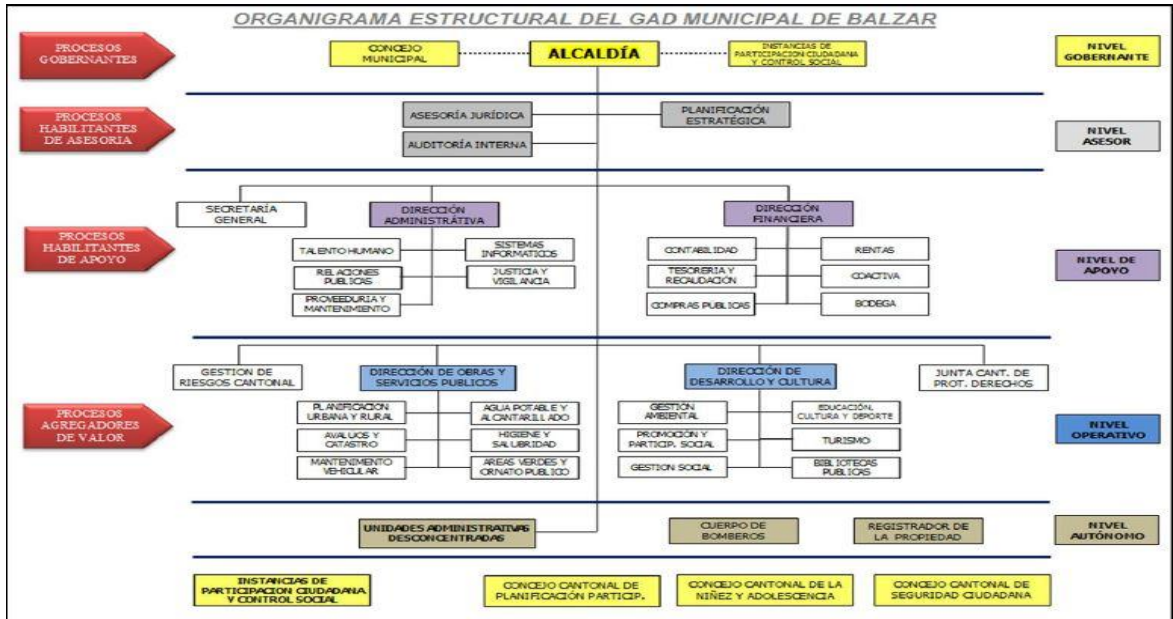 ORGANIGRAMA ESTRUCTURAL DEL GAD MUNICIPAL DE BALZAR
PROCESOS
GOBERNANTES
CONCEJO
MUNICIPAL
ALCALDÍA
INSTANCIAS DE
PARTICIPACION CIUDADANA
Y CONTROL SOCIAL
NIVEL
GOBERNANTE
PROCESOS
HABILITANTES
DE ASESORIA
ASESORÍA JURÍDICA
PLANIFICACIÓN
ESTRATÉGICA
AUDITORÍA INTERNA
NIVEL
ASESOR
PROCESOS
HABILITANTES
DE APOYO
SECRETARÍA
GENERAL
DIRECCIÓN
ADMINISTRÁTIVA
DIRECCIÓN
FINANCIERA
NIVEL DE
APOYO
TALENTO HUMANO
SISTEMAS
INFORMATICOS
RELACIONES
PUBLICAS
JUSTICIA Y
VIGILANCIA
PROVEEDURIA Y
MANTENIMIENTO
CONTABILIDAD
RENTAS
TESORERIA Y
RECAUDACIÓN
COACTIVA
COMPRAS PÚBLICAS
BODEGA
PROCESOS
AGREGADORES
DE VALOR
GESTION DE
RIESGOS CANTONAL
DIRECCIÓN DE OBRAS Y
SERVICIOS PUBLICOS
DIRECCIÓN DE
DESARROLLO Y CULTURA
JUNTA CANT. DE
PROT. DERECHOS
NIVEL
OPERATIVO
PLANIFICACION
URBANA Y RURAL
AGUA POTABLE Y
ALCANTARILLADO
AVALUOS Y
CATASTRO
HIGIENE Y
SALUBRIDAD
MANTENIMENTO
VEHICULAR
AREAS VERDES Y
ORNATO PUBLICO
GESTIÓN
AMBIENTAL
EDUCACIÓN,
CULTURA Y DEPORTE
PROMOCIÓN Y
PARTICIP. SOCIAL
TURISMO
GESTION SOCIAL
BIBLIOTECAS
PUBLICAS
UNIDADES ADMINISTRATIVAS
DESCONCENTRADAS
CUERPO DE
BOMBEROS
REGISTRADOR DE
LA PROPIEDAD
NIVEL
AUTÓNOMO
INSTANCIAS DE
PARTICIPACION CIUDADANA
Y CONTROL SOCIAL
CONCEJO CANTONAL DE
PLANIFICACIÓN PARTICIP.
CONCEJO CANTONAL DE LA
NIÑEZ Y ADOLESCENCIA
CONCEJO CANTONAL DE
SEGURIDAD CIUDADANA